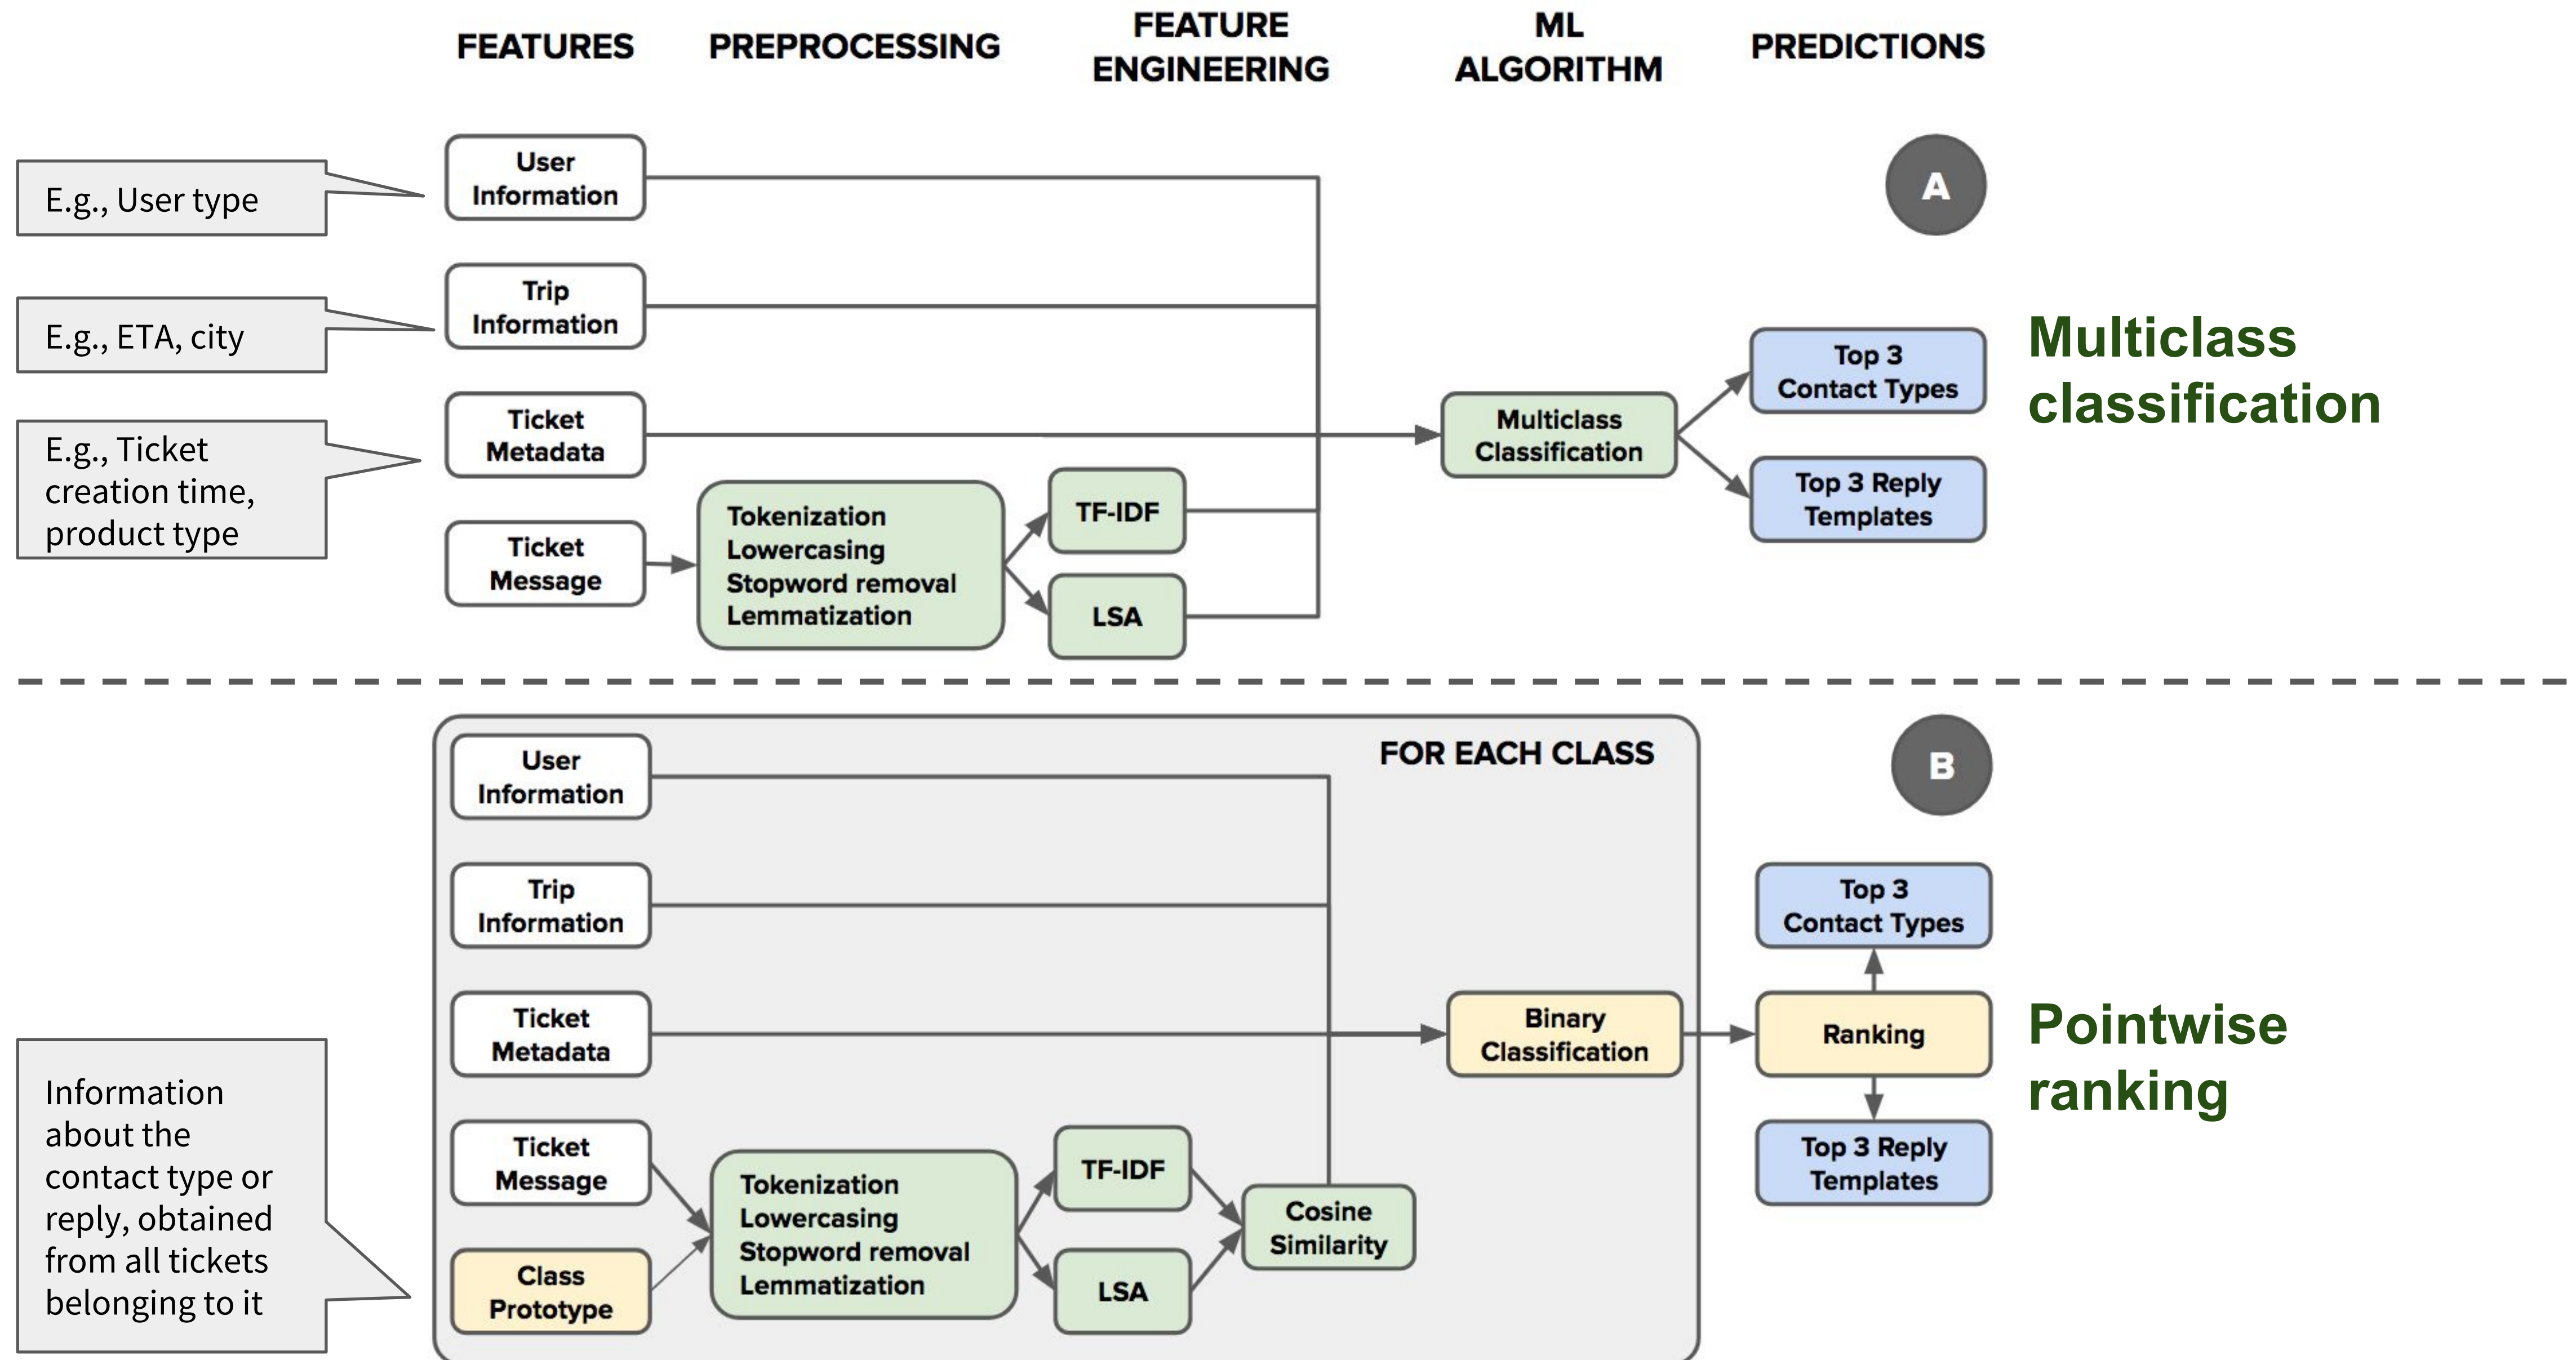 FEATURES
PREPROCESSING
FEATURE
ENGINEERING
ML
ALGORITHM
PREDICTIONS
E.g., User type
User
Information
A
E.g., ETA, city
Trip
Information
E.g., Ticket
creation time,
product type
Ticket
Metadata
Ticket
Message
Tokenization
Lowercasing
Stopword removal
Lemmatization
TF-IDF
LSA
Multiclass
Classification
Top 3
Contact Types
Top 3 Reply
Templates
Multiclass
classification
FOR EACH CLASS
B
User
Information
Trip
Information
Ticket
Metadata
Ticket
Message
Information
about the
contact type or
reply, obtained
from all tickets
belonging to it
Class
Prototype
Tokenization
Lowercasing
Stopword removal
Lemmatization
TF-IDF
LSA
Cosine
Similarity
Binary
Classification
Top 3
Contact Types
Ranking
Top 3 Reply
Templates
Pointwise
ranking